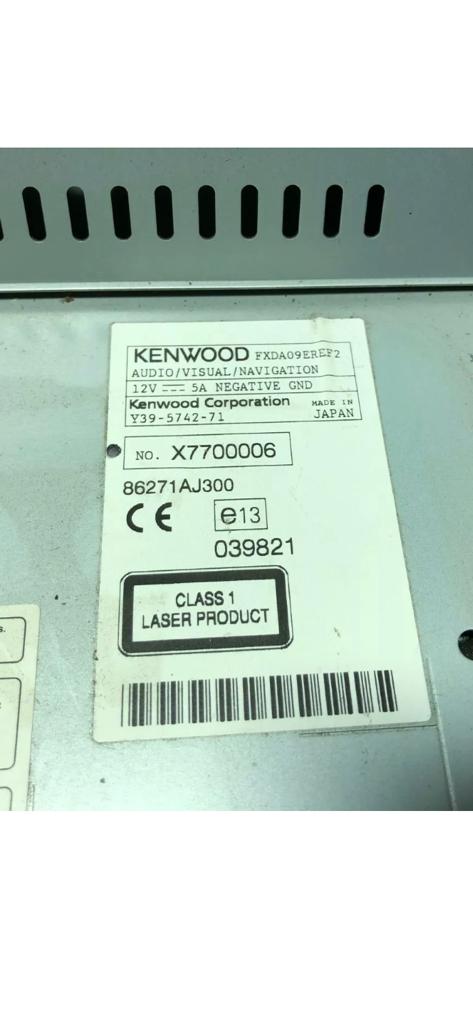 KENWOOD FXDA09EREF2
AUDIO/VISUAL/NAVIGATION
12V ⎓ 5A NEGATIVE GND
Kenwood Corporation MADE IN
Y39-5742-71 JAPAN
NO. X7700006
86271AJ300
CE e13
039821
CLASS 1
LASER PRODUCT
s.
: